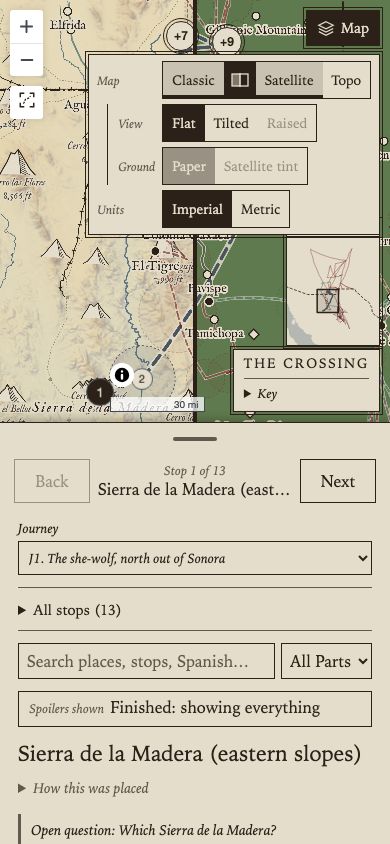 Elfrida
+7
+9
Map
Map
Classic
Satellite
Topo
View
Flat
Tilted
Raised
Ground
Paper
Satellite tint
Units
Imperial
Metric
8,566 ft
El Tigre
7,990 ft
Bavispe
Tamichopa
1
2
Sierra de la Madera
30 mi
THE CROSSING
Key
Back
Stop 1 of 13
Sierra de la Madera (east…
Next
Journey
J1. The she-wolf, north out of Sonora
All stops (13)
Search places, stops, Spanish…
All Parts
Spoilers shown Finished: showing everything
Sierra de la Madera (eastern slopes)
How this was placed
Open question: Which Sierra de la Madera?